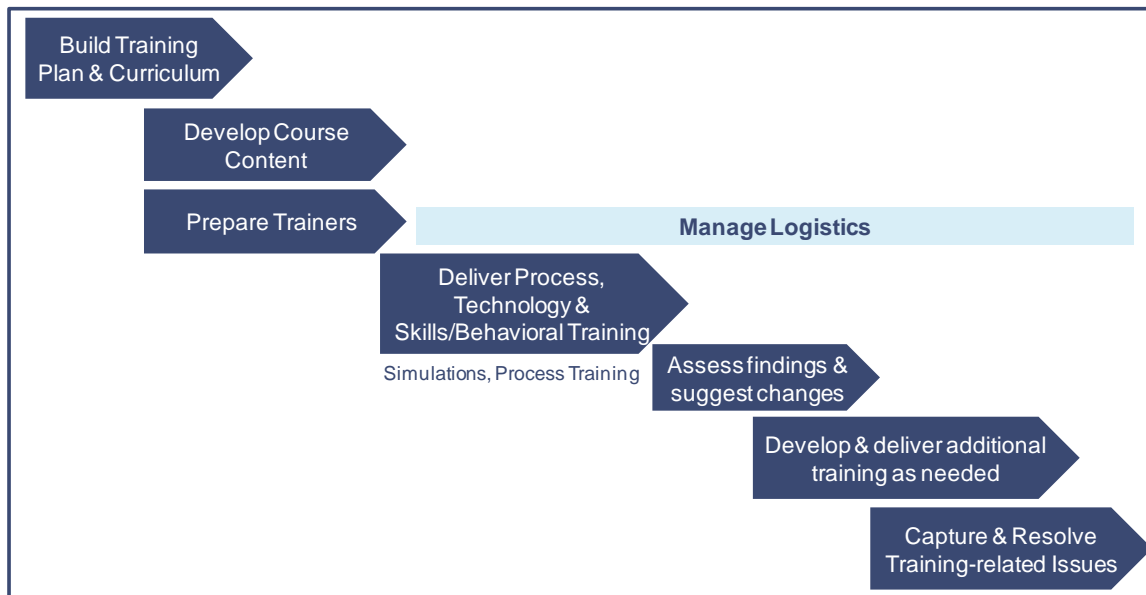 Build Training
Plan & Curriculum
Develop Course
Content
Prepare Trainers
Manage Logistics
Deliver Process,
Technology &
Skills/Behavioral Training
Simulations, Process Training
Assess findings &
suggest changes
Develop & deliver additional
training as needed
Capture & Resolve
Training-related Issues